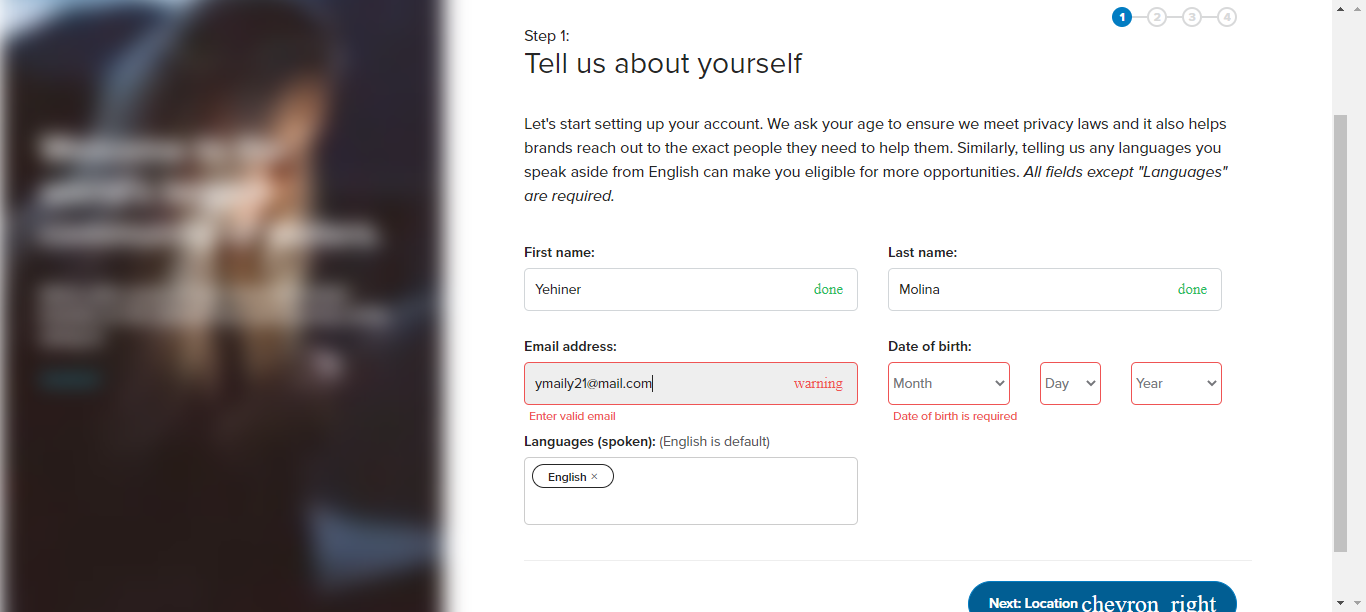 1 2 3 4
Step 1:
Tell us about yourself
Let's start setting up your account. We ask your age to ensure we meet privacy laws and it also helps
brands reach out to the exact people they need to help them. Similarly, telling us any languages you
speak aside from English can make you eligible for more opportunities. All fields except "Languages"
are required.
First name: Last name:
Yehiner done Molina done
Email address: Date of birth:
ymaily21@mail.com warning Month Day Year
Enter valid email Date of birth is required
Languages (spoken): (English is default)
English ×
Next: Location chevron_right